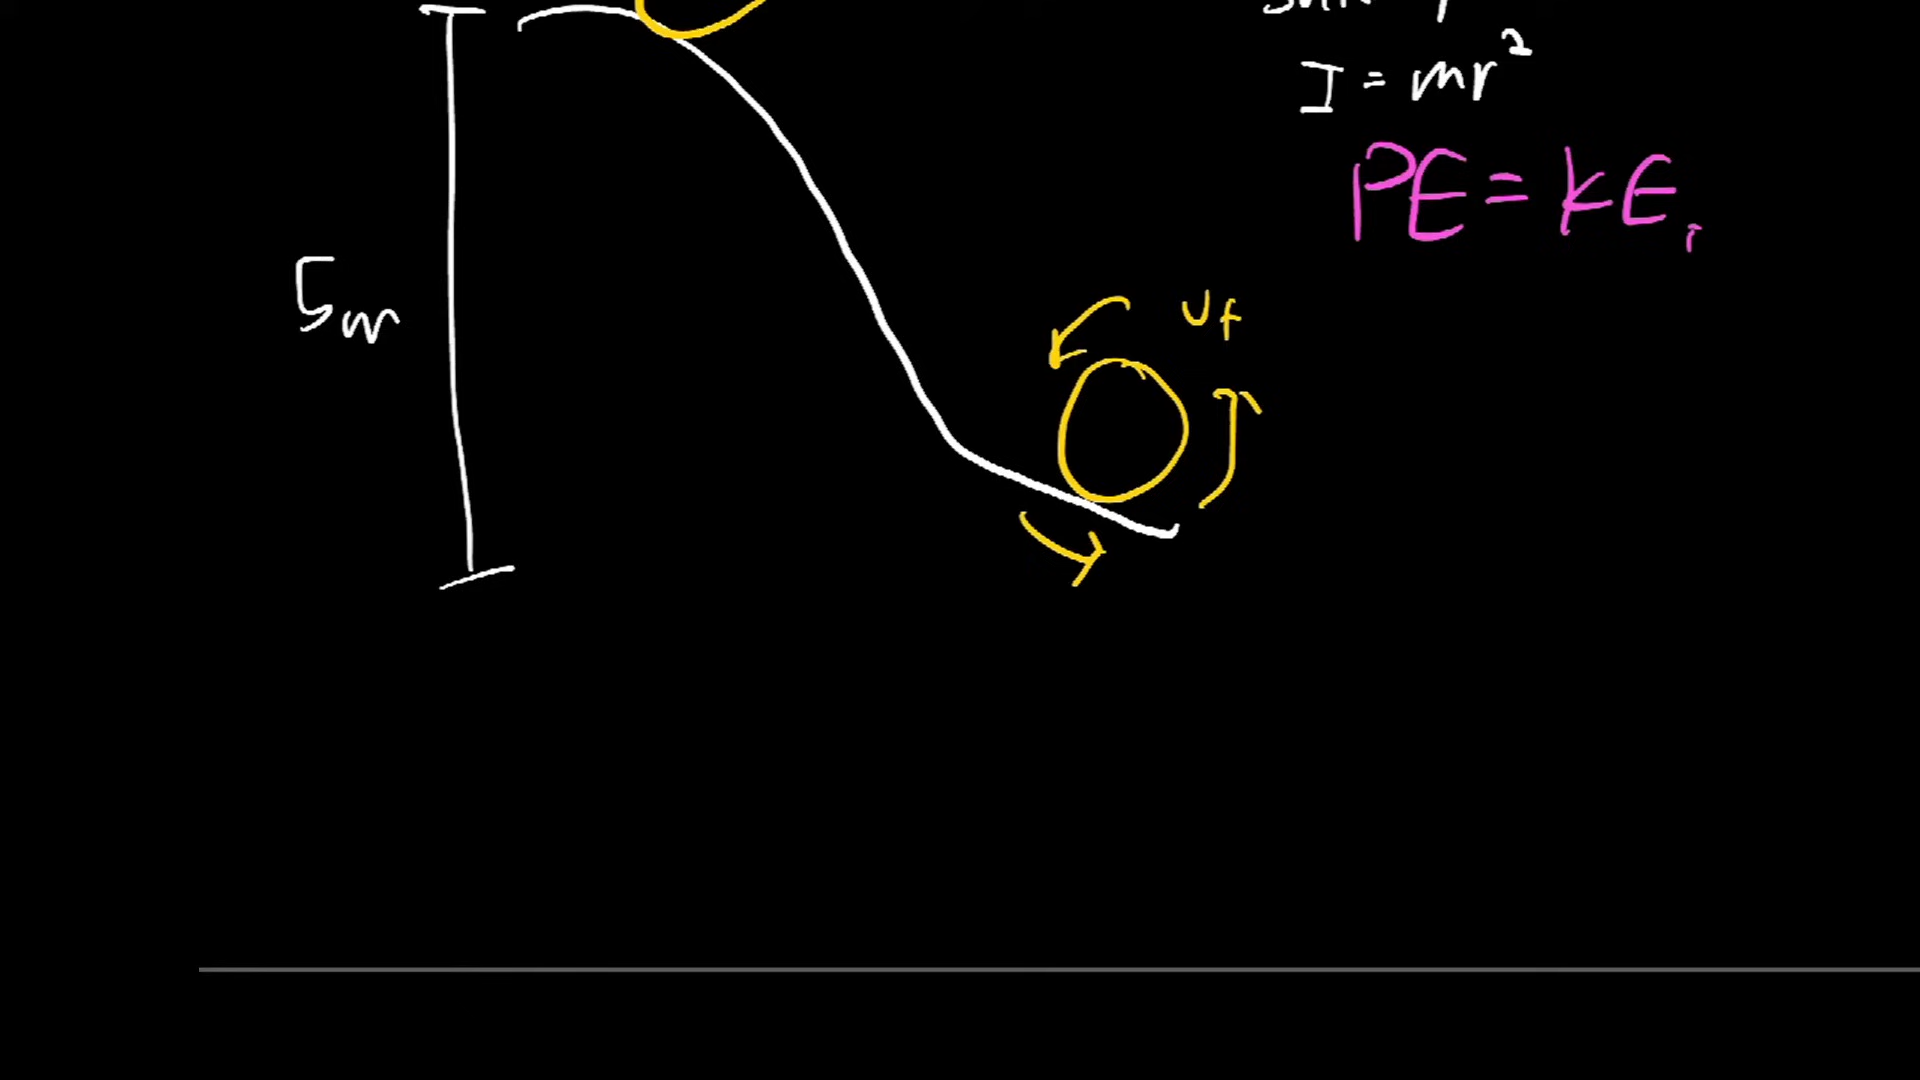 I = mr²
PE = KE,
5m
vf